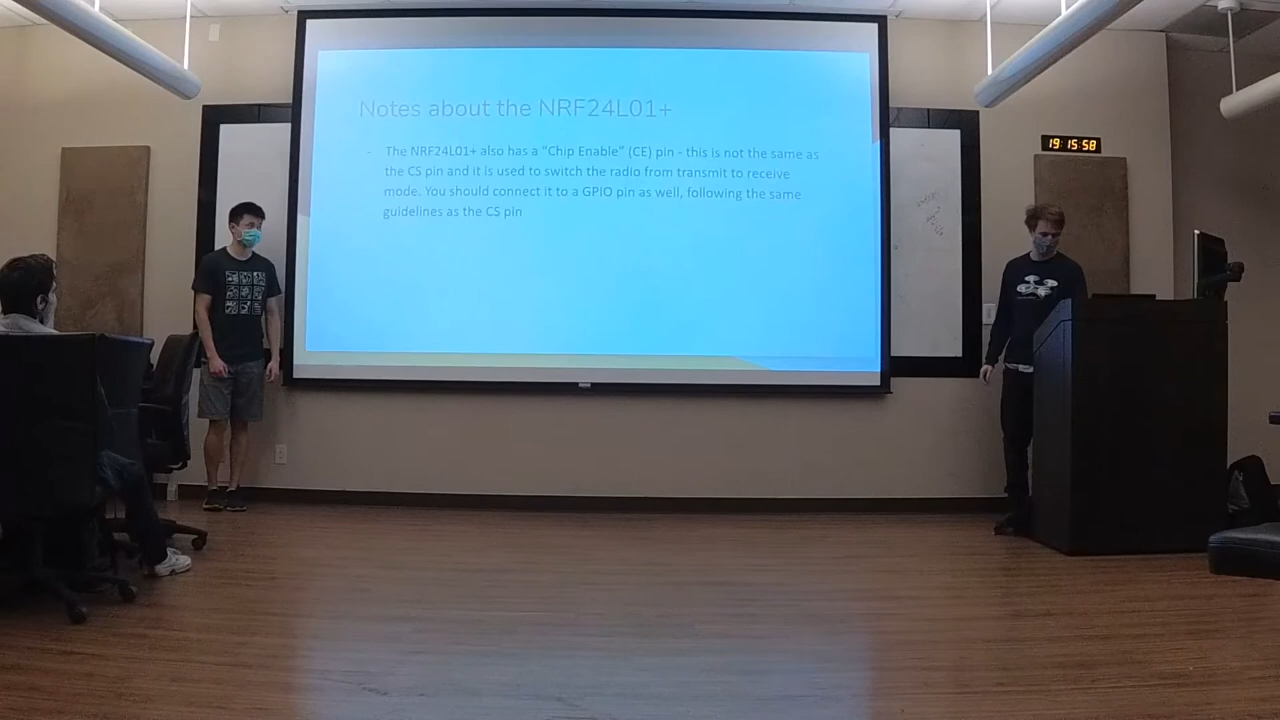 Notes about the NRF24L01+
- The NRF24L01+ also has a "Chip Enable" (CE) pin - this is not the same as
the CS pin and it is used to switch the radio from transmit to receive
mode. You should connect it to a GPIO pin as well, following the same
guidelines as the CS pin
19:15:58